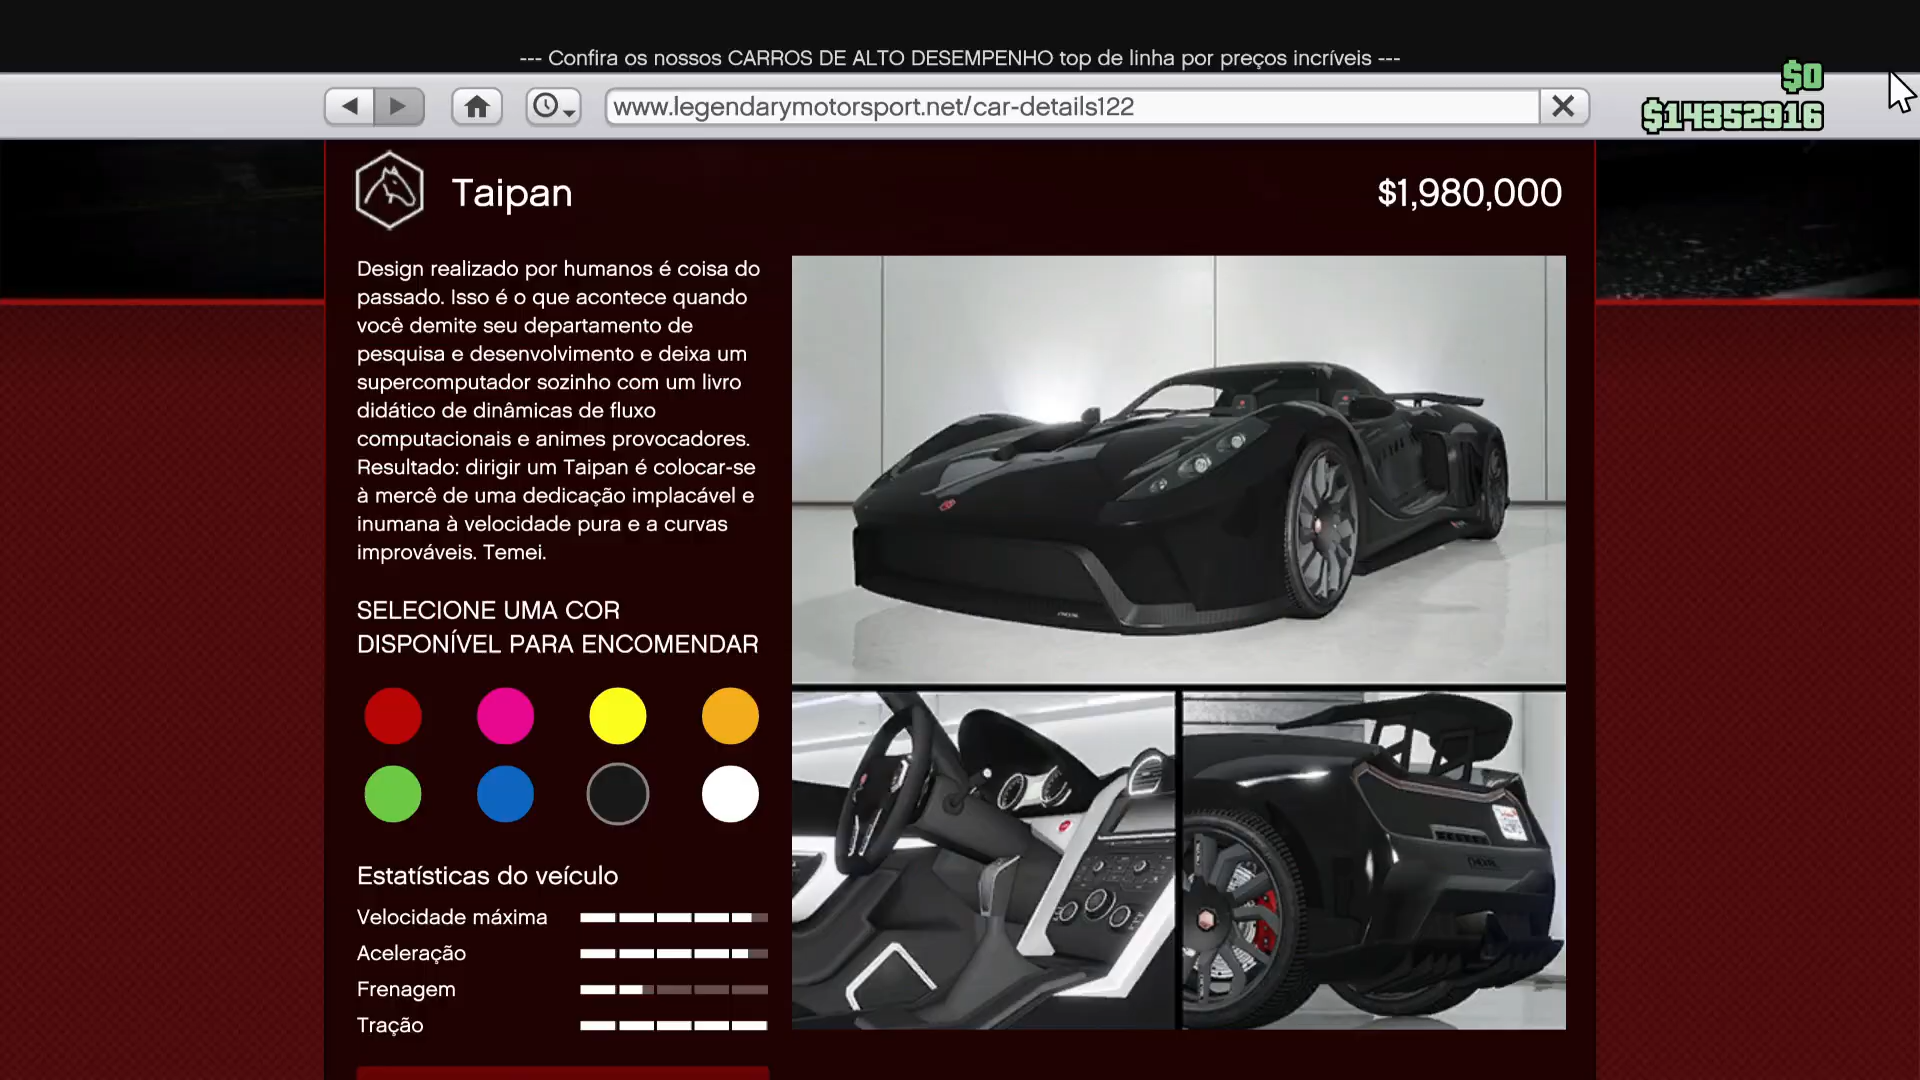 --- Confira os nossos CARROS DE ALTO DESEMPENHO top de linha por preços incríveis ---
$0
www.legendarymotorsport.net/car-details122
$14352916
Taipan
$1,980,000
Design realizado por humanos é coisa do
passado. Isso é o que acontece quando
você demite seu departamento de
pesquisa e desenvolvimento e deixa um
supercomputador sozinho com um livro
didático de dinâmicas de fluxo
computacionais e animes provocadores.
Resultado: dirigir um Taipan é colocar-se
à mercê de uma dedicação implacável e
inumana à velocidade pura e a curvas
improváveis. Temei.
SELECIONE UMA COR
DISPONÍVEL PARA ENCOMENDAR
Estatísticas do veículo
Velocidade máxima
Aceleração
Frenagem
Tração